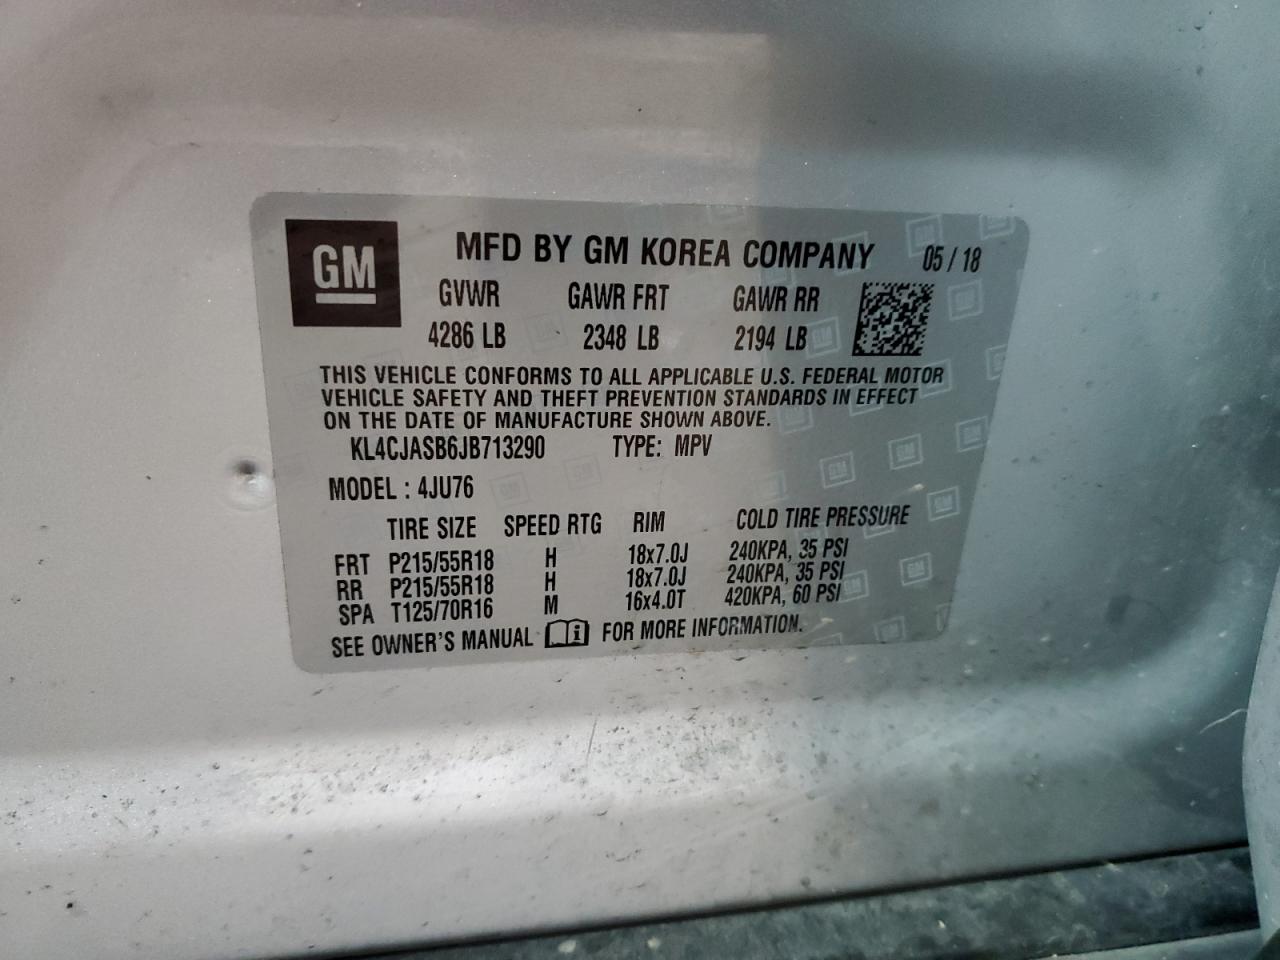 GM
MFD BY GM KOREA COMPANY 05 / 18
GVWR GAWR FRT GAWR RR
4286 LB 2348 LB 2194 LB
THIS VEHICLE CONFORMS TO ALL APPLICABLE U.S. FEDERAL MOTOR
VEHICLE SAFETY AND THEFT PREVENTION STANDARDS IN EFFECT
ON THE DATE OF MANUFACTURE SHOWN ABOVE.
KL4CJASB6JB713290 TYPE: MPV
MODEL : 4JU76
TIRE SIZE SPEED RTG RIM COLD TIRE PRESSURE
FRT P215/55R18 H 18x7.0J 240KPA, 35 PSI
RR P215/55R18 H 18x7.0J 240KPA, 35 PSI
SPA T125/70R16 M 16x4.0T 420KPA, 60 PSI
SEE OWNER'S MANUAL FOR MORE INFORMATION.